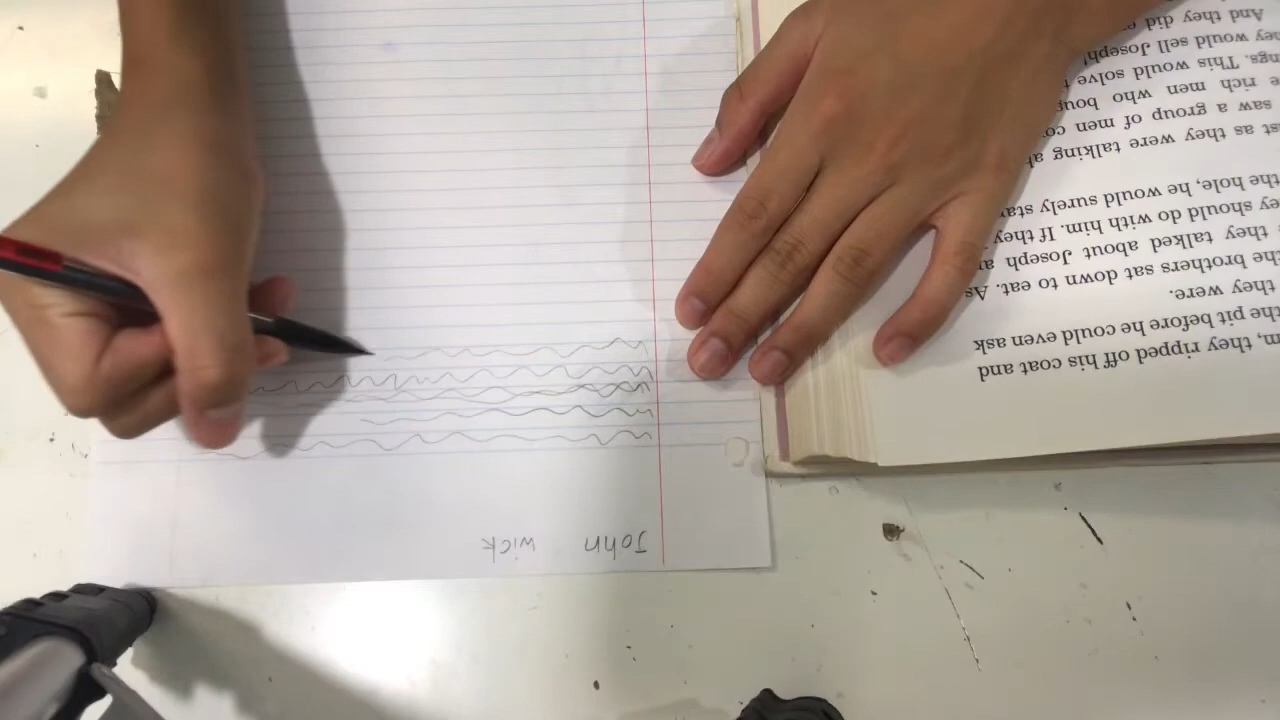 John wick
they ripped off his coat and
the pit before he could even ask
they were.
the brothers sat down to eat. As
they talked about Joseph
should do with him. If they
the hole, he would surely
as they were talking
saw a group of men
rich men who
This would solve
would sell Joseph
And they did